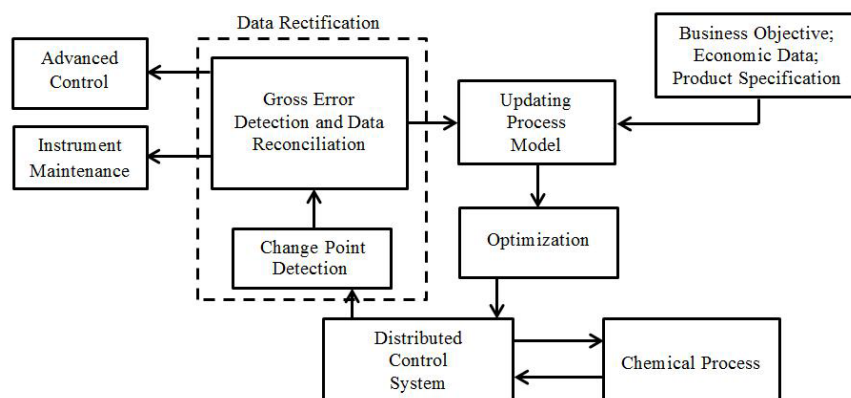 Data Rectification
Business Objective;
Economic Data;
Product Specification
Advanced
Control
Gross Error
Detection and Data
Reconciliation
Updating
Process
Model
Instrument
Maintenance
Change Point
Detection
Optimization
Distributed
Control
System
Chemical Process